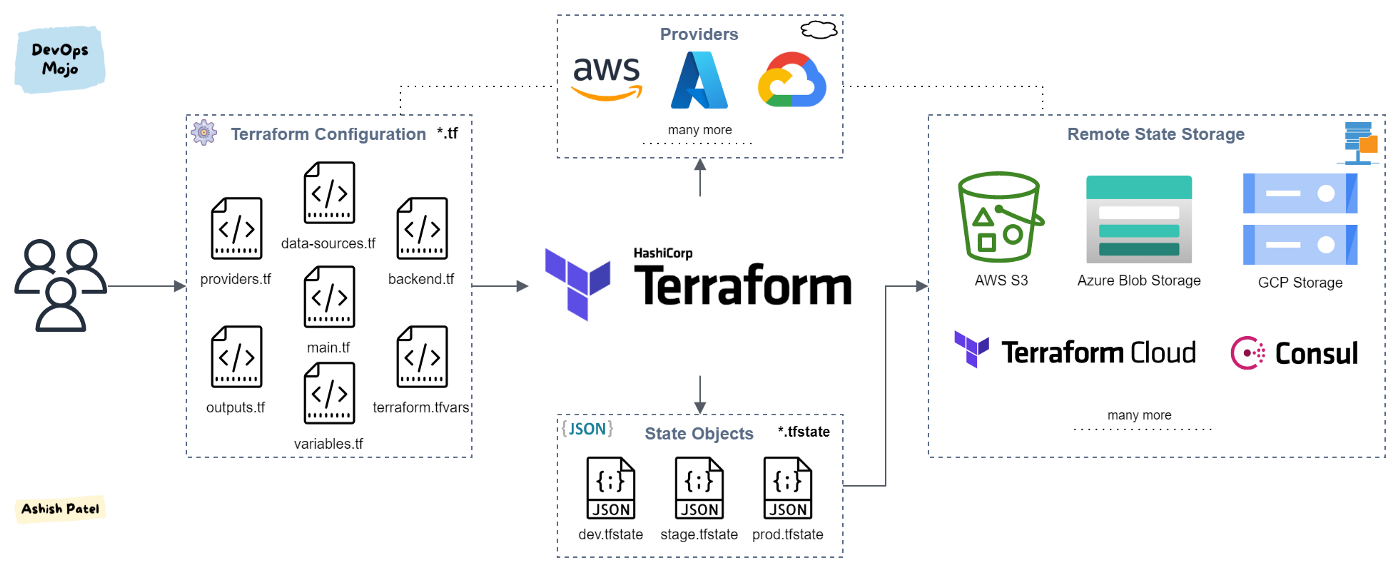 DevOps
Mojo
Providers
aws
many more
Terraform Configuration *.tf
data-sources.tf
providers.tf
backend.tf
main.tf
outputs.tf
terraform.tfvars
variables.tf
HashiCorp
Terraform
{JSON}
State Objects
*.tfstate
{;}
JSON
{;}
JSON
{;}
JSON
dev.tfstate
stage.tfstate
prod.tfstate
Remote State Storage
AWS S3
Azure Blob Storage
GCP Storage
Terraform Cloud
Consul
many more
Ashish Patel